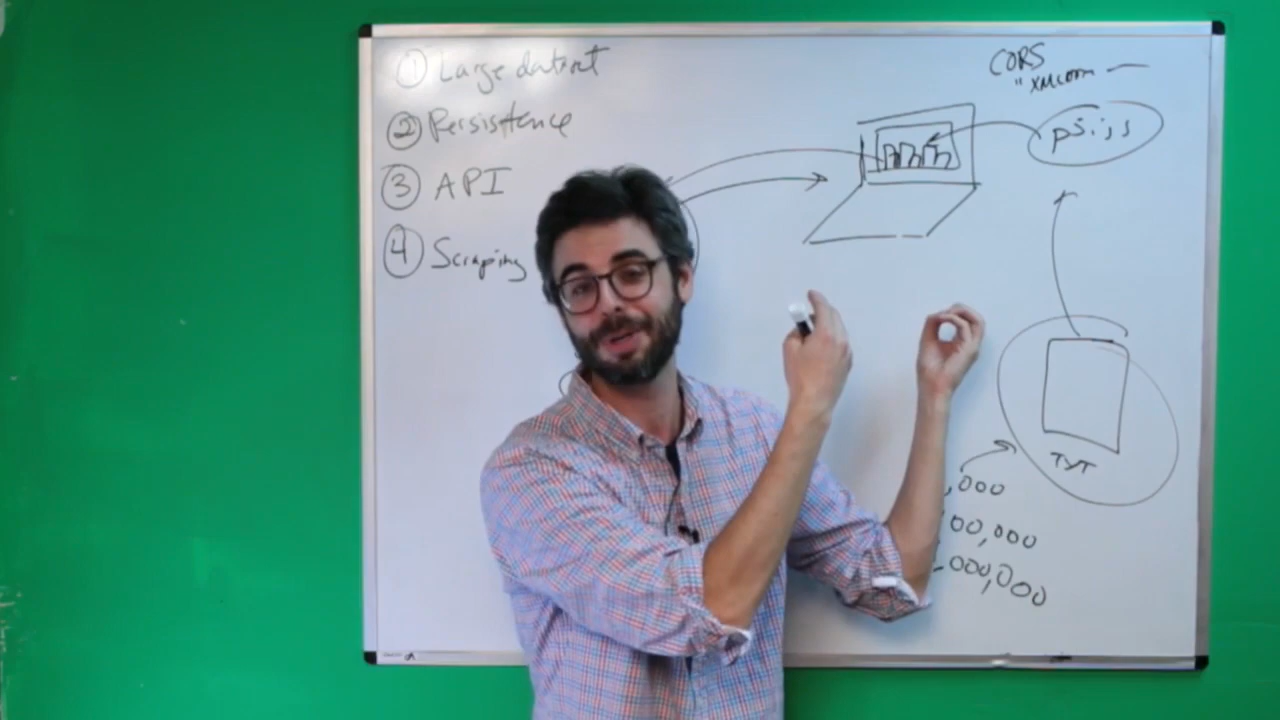 ① Large dataset
② Persistence
③ API
④ Scraping
CORS
p5.js
TXT
,000
00,000
,000,000